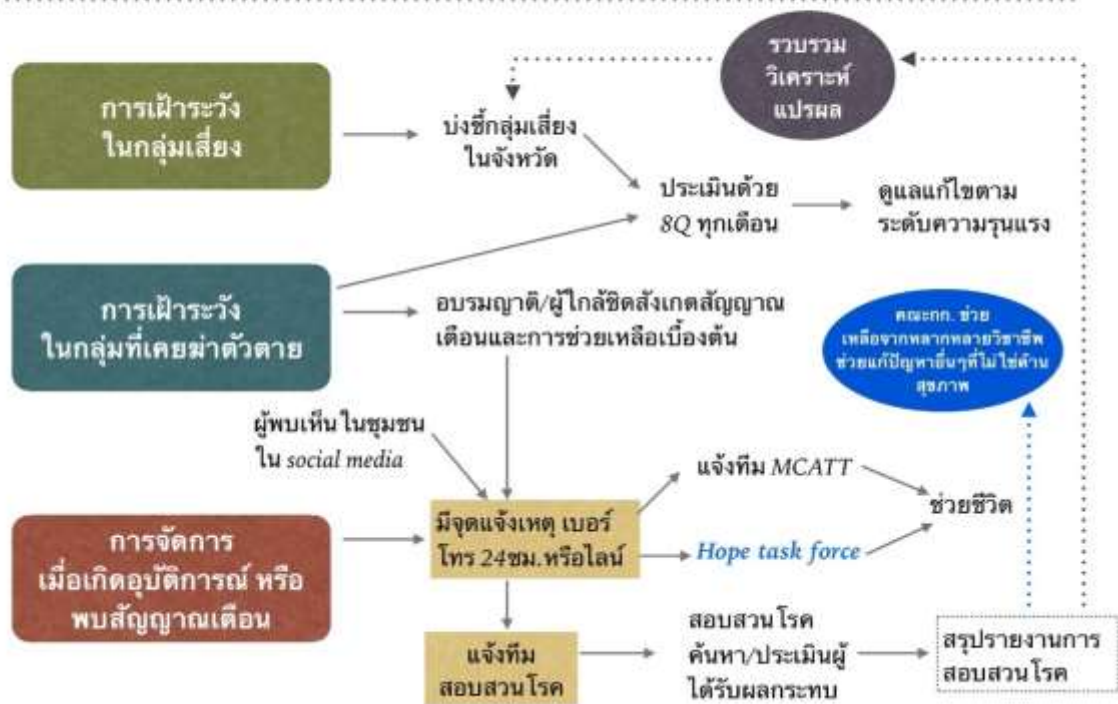 รวบรวม
วิเคราะห์
แปรผล
การเฝ้าระวัง
ในกลุ่มเสี่ยง
บ่งชี้กลุ่มเสี่ยง
ในจังหวัด
ประเมินด้วย
8Q ทุกเดือน
ดูแลแก้ไขตาม
ระดับความรุนแรง
การเฝ้าระวัง
ในกลุ่มที่เคยฆ่าตัวตาย
อบรมญาติ/ผู้ใกล้ชิดสังเกตสัญญาณ
เตือนและการช่วยเหลือเบื้องต้น
คณะกก. ช่วย
เหลือจากหลากหลายวิชาชีพ
ช่วยแก้ปัญหาอื่นๆที่ไม่ใช่ด้าน
สุขภาพ
ผู้พบเห็น ในชุมชน
ใน social media
แจ้งทีม MCATT
ช่วยชีวิต
การจัดการ
เมื่อเกิดอุบัติการณ์ หรือ
พบสัญญาณเตือน
มีจุดแจ้งเหตุ เบอร์
โทร 24ชม.หรือไลน์
Hope task force
แจ้งทีม
สอบสวนโรค
สอบสวนโรค
ค้นหา/ประเมินผู้
ได้รับผลกระทบ
สรุปรายงานการ
สอบสวนโรค